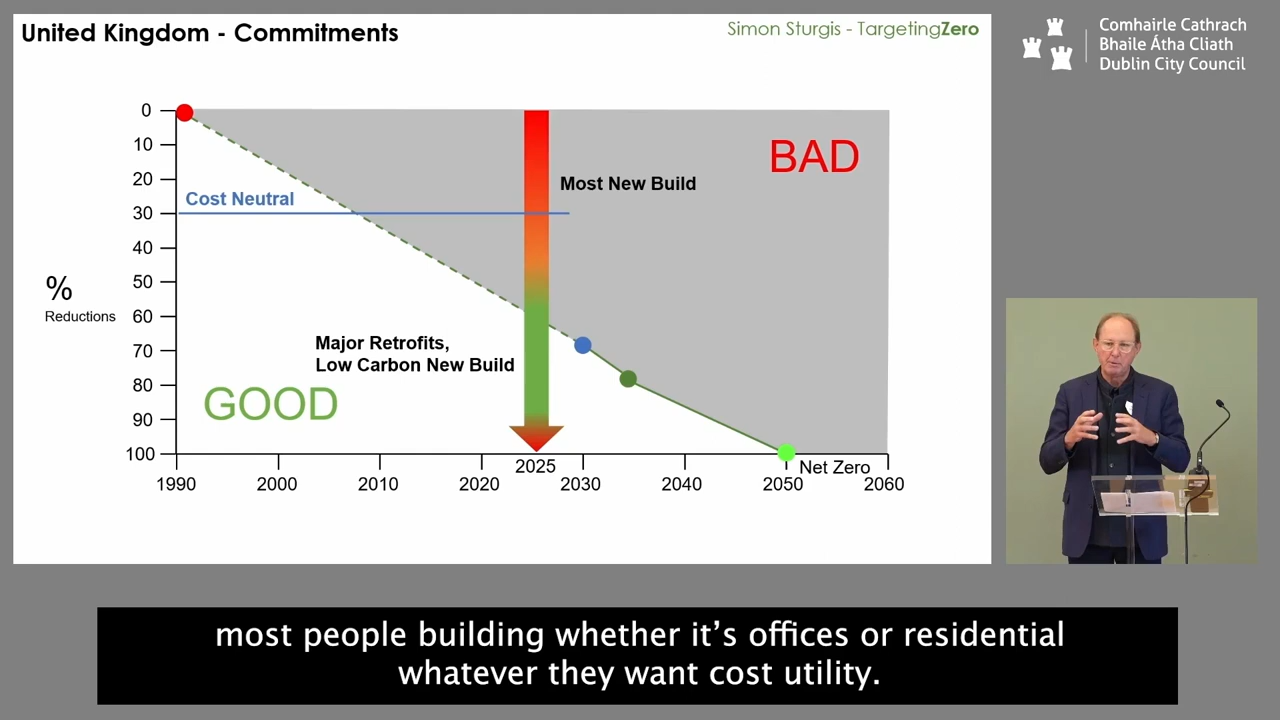 United Kingdom - Commitments
Simon Sturgis - TargetingZero
Comhairle Cathrach
Bhaile Átha Cliath
Dublin City Council
0
10
20
30
40
50
60
70
80
90
100
%
Reductions
Cost Neutral
Most New Build
BAD
Major Retrofits,
Low Carbon New Build
GOOD
2025
Net Zero
1990
2000
2010
2020
2030
2040
2050
2060
most people building whether it's offices or residential
whatever they want cost utility.